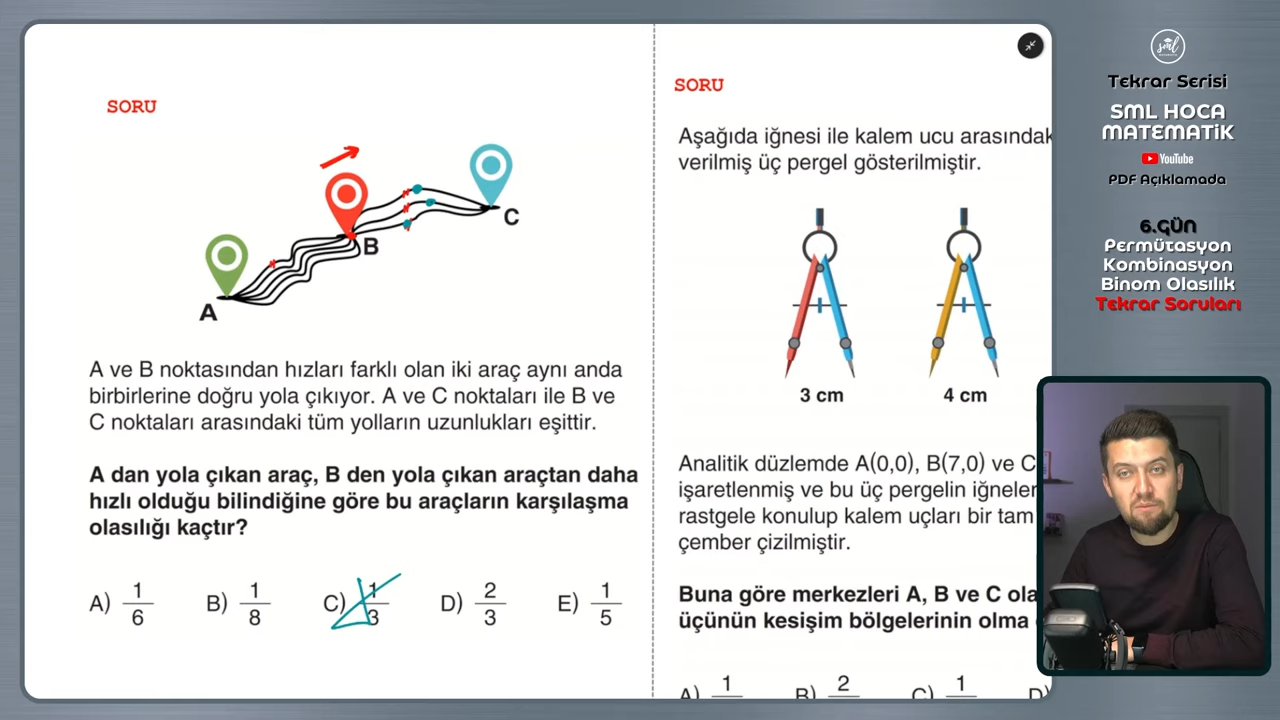 SORU
A
B
C
A ve B noktasından hızları farklı olan iki araç aynı anda
birbirlerine doğru yola çıkıyor. A ve C noktaları ile B ve
C noktaları arasındaki tüm yolların uzunlukları eşittir.
A dan yola çıkan araç, B den yola çıkan araçtan daha
hızlı olduğu bilindiğine göre bu araçların karşılaşma
olasılığı kaçtır?
A) 1/6 B) 1/8 C) 1/3 D) 2/3 E) 1/5
SORU
Aşağıda iğnesi ile kalem ucu arasındak
verilmiş üç pergel gösterilmiştir.
3 cm 4 cm
Analitik düzlemde A(0,0), B(7,0) ve C
işaretlenmiş ve bu üç pergelin iğneler
rastgele konulup kalem uçları bir tam
çember çizilmiştir.
Buna göre merkezleri A, B ve C ola
üçünün kesişim bölgelerinin olma
A) 1 B) 2 C) 1 D)
sml
Tekrar Serisi
SML HOCA
MATEMATİK
YouTube
PDF Açıklamada
6.GÜN
Permütasyon
Kombinasyon
Binom Olasılık
Tekrar Soruları